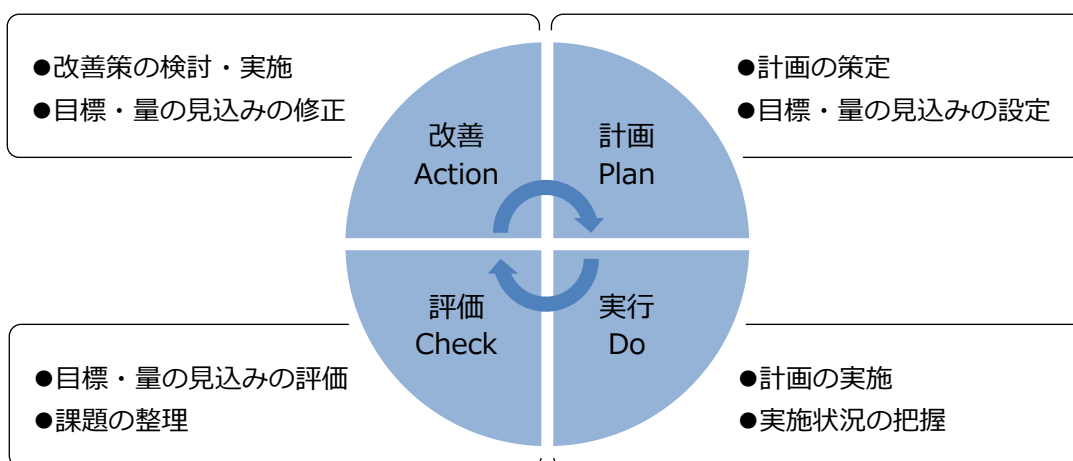 ●改善策の検討・実施
●目標・量の見込みの修正
●計画の策定
●目標・量の見込みの設定
改善
Action
計画
Plan
評価
Check
実行
Do
●目標・量の見込みの評価
●課題の整理
●計画の実施
●実施状況の把握